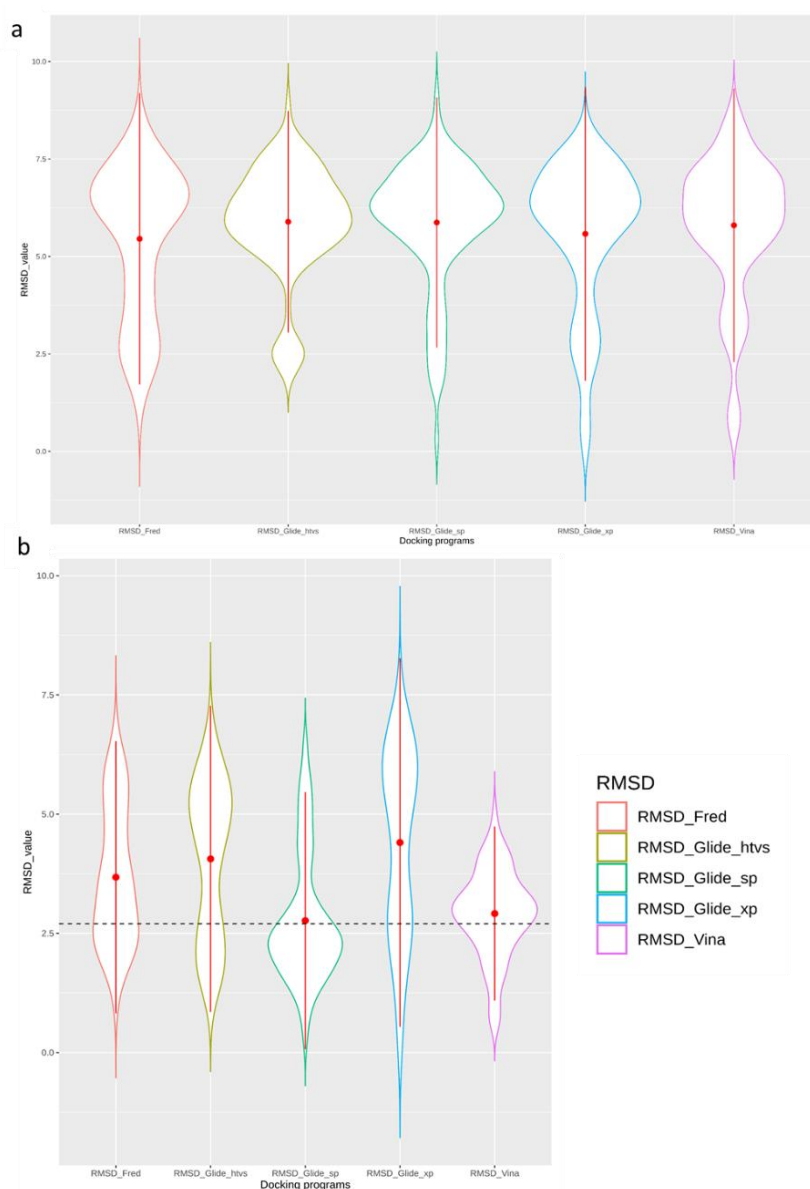 a
RMSD_value
10.0
7.5
5.0
2.5
0.0
RMSD_Fred RMSD_Glide_htvs RMSD_Glide_sp RMSD_Glide_xp RMSD_Vina
Docking programs
b
RMSD_value
10.0
7.5
5.0
2.5
0.0
RMSD_Fred RMSD_Glide_htvs RMSD_Glide_sp RMSD_Glide_xp RMSD_Vina
Docking programs
RMSD
RMSD_Fred
RMSD_Glide_htvs
RMSD_Glide_sp
RMSD_Glide_xp
RMSD_Vina